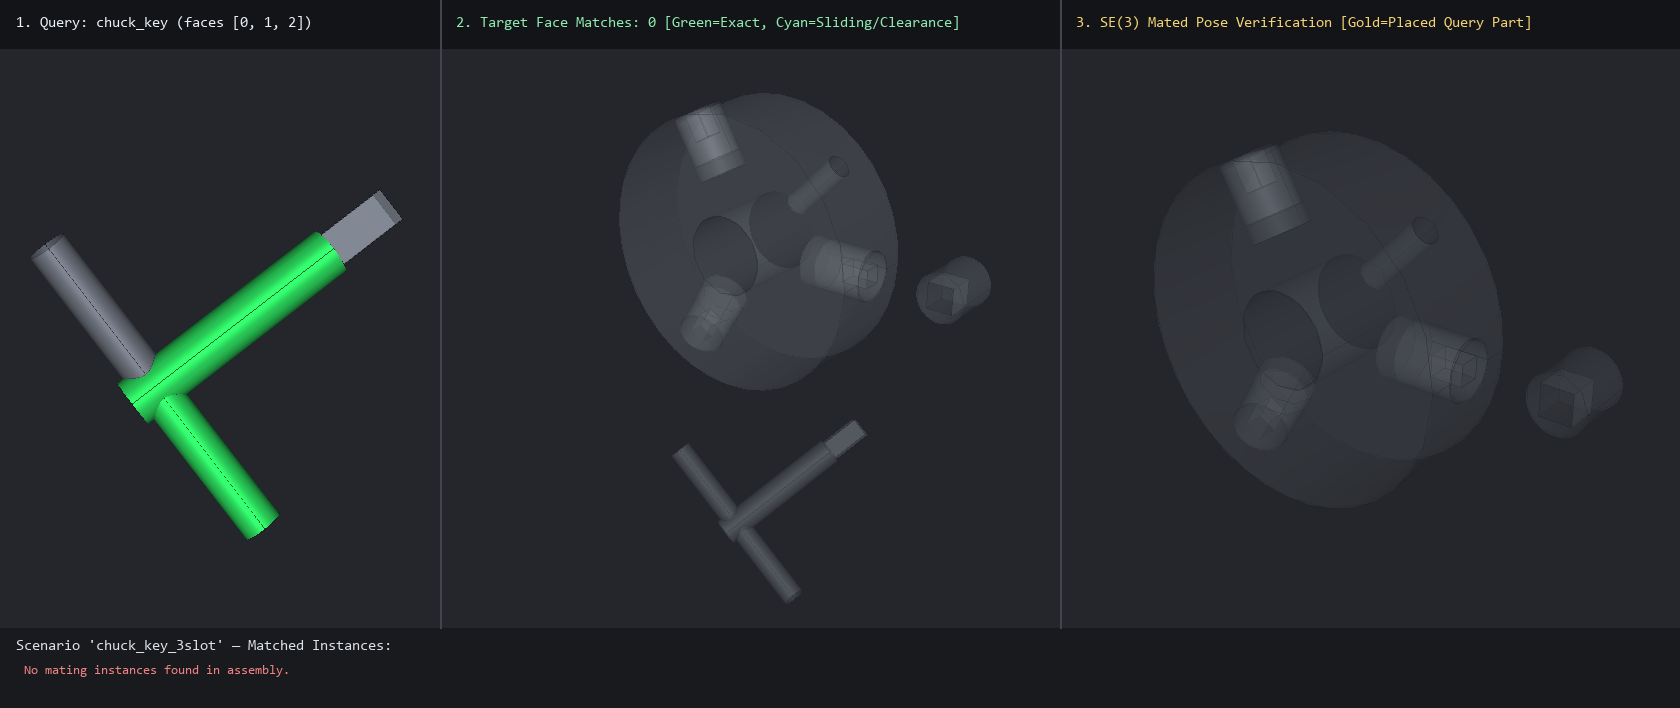 1. Query: chuck_key (faces [0, 1, 2])
2. Target Face Matches: 0 [Green=Exact, Cyan=Sliding/Clearance]
3. SE(3) Mated Pose Verification [Gold=Placed Query Part]
Scenario 'chuck_key_3slot' — Matched Instances:
No mating instances found in assembly.